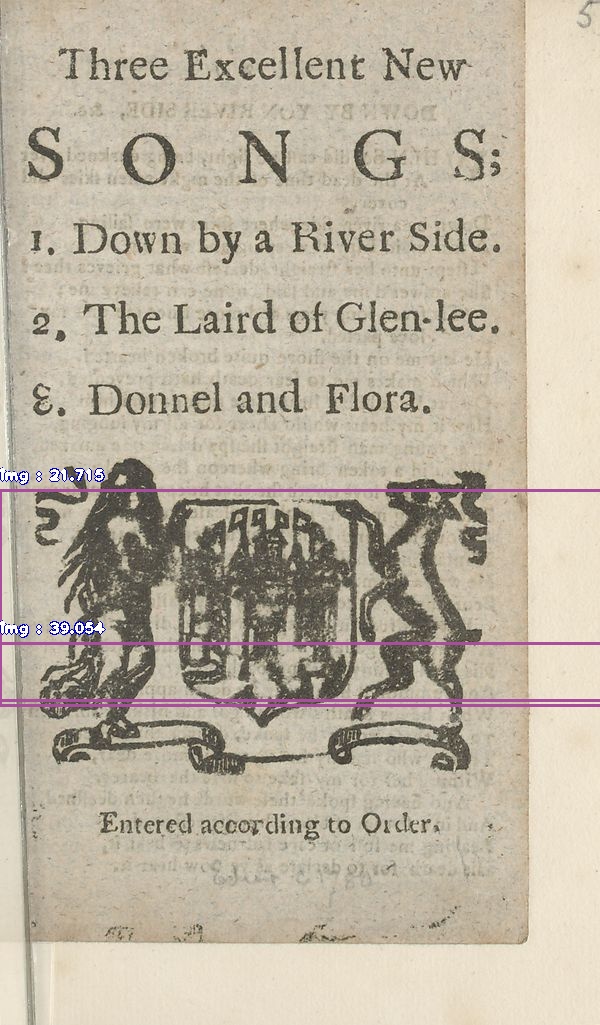 5
Three Excellent New
SONGS;
1. Down by a River Side.
2. The Laird of Glen-lee.
3. Donnel and Flora.
Img : 21.715
Img : 39.054
Entered according to Order.